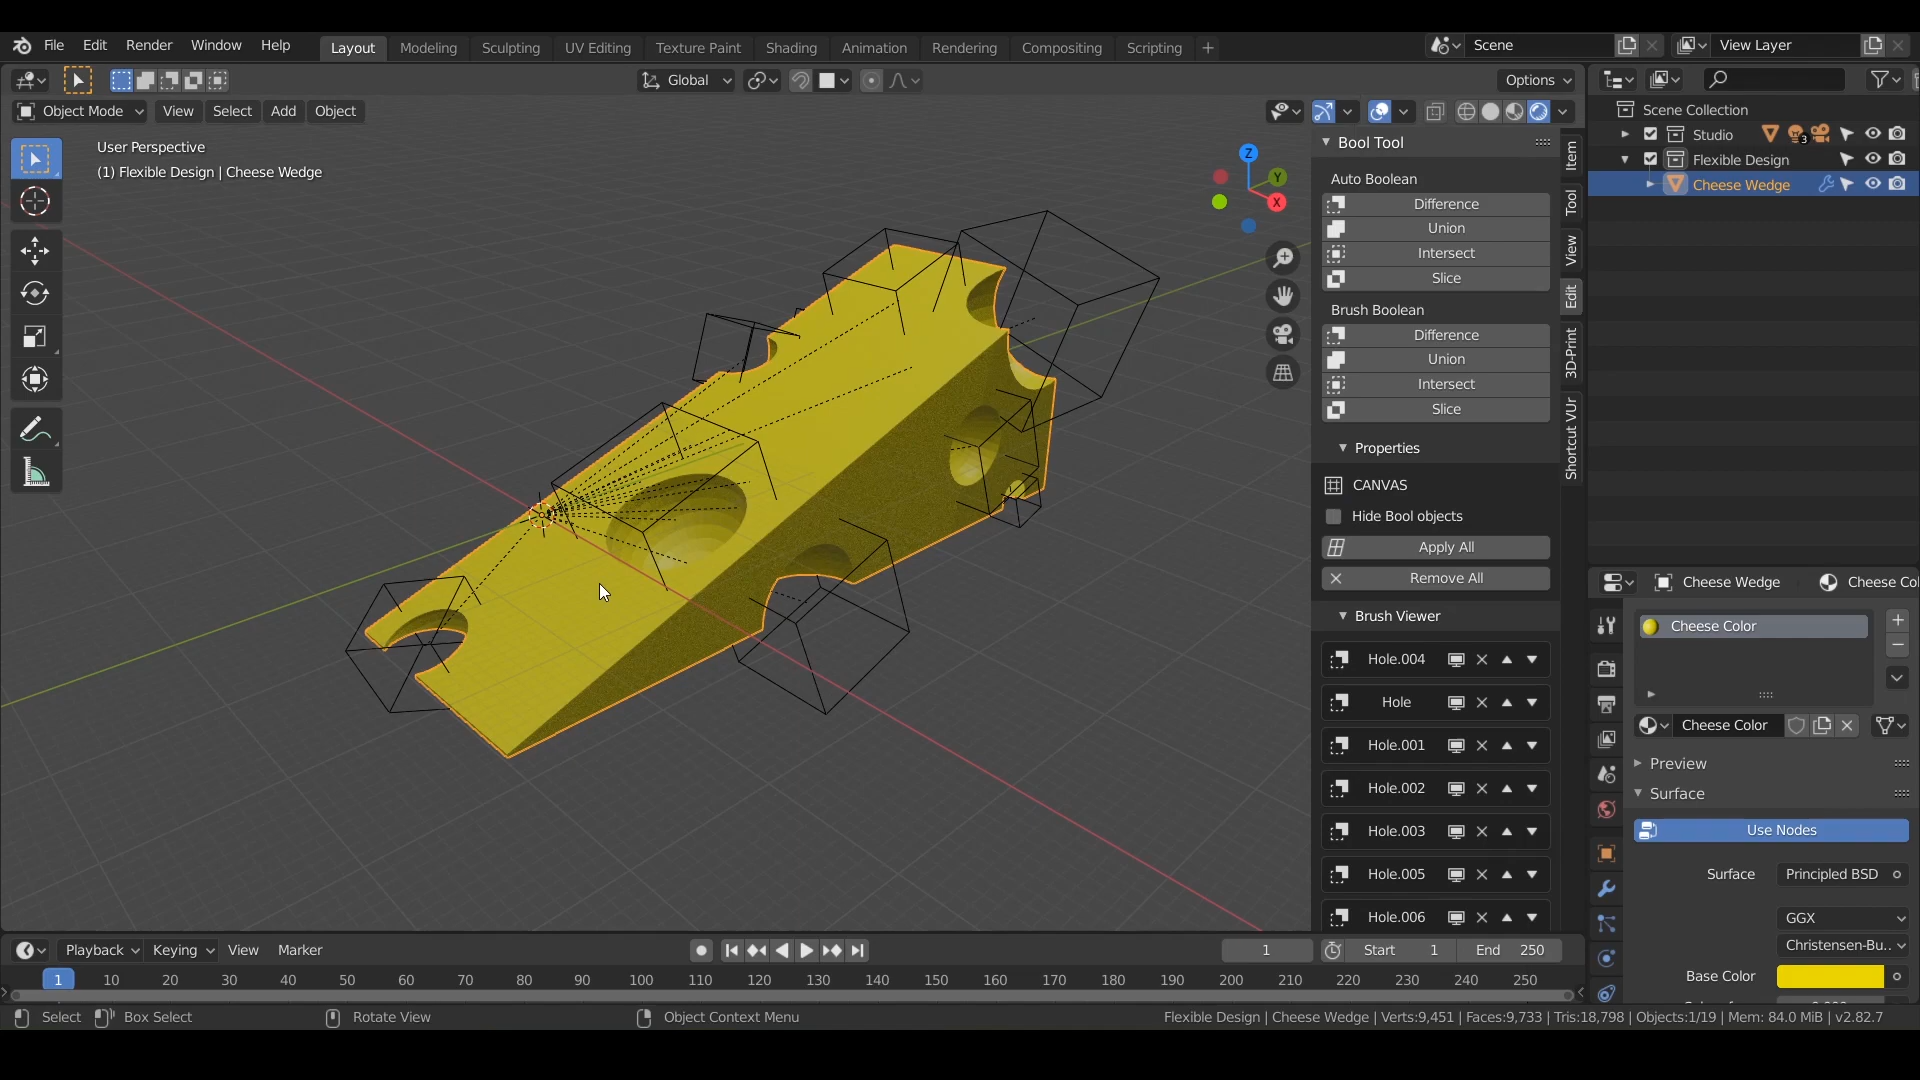 File Edit Render Window Help Layout Modeling Sculpting UV Editing Texture Paint Shading Animation Rendering Compositing Scripting + Scene View Layer
Global Options
Object Mode View Select Add Object
User Perspective
(1) Flexible Design | Cheese Wedge
Z
Y
X
Bool Tool
Auto Boolean
Difference
Union
Intersect
Slice
Brush Boolean
Difference
Union
Intersect
Slice
Properties
CANVAS
Hide Bool objects
Apply All
Remove All
Brush Viewer
Hole.004
Hole
Hole.001
Hole.002
Hole.003
Hole.005
Hole.006
Item
Tool
View
Edit
3D-Print
Shortcut VUr
Scene Collection
Studio 3
Flexible Design
Cheese Wedge
Cheese Wedge Cheese Col
Cheese Color
Cheese Color
Preview
Surface
Use Nodes
Surface Principled BSD
GGX
Christensen-Bu..
Base Color
Playback Keying View Marker 1 Start 1 End 250
1 10 20 30 40 50 60 70 80 90 100 110 120 130 140 150 160 170 180 190 200 210 220 230 240 250
Select Box Select Rotate View Object Context Menu Flexible Design | Cheese Wedge | Verts:9,451 | Faces:9,733 | Tris:18,798 | Objects:1/19 | Mem: 84.0 MiB | v2.82.7